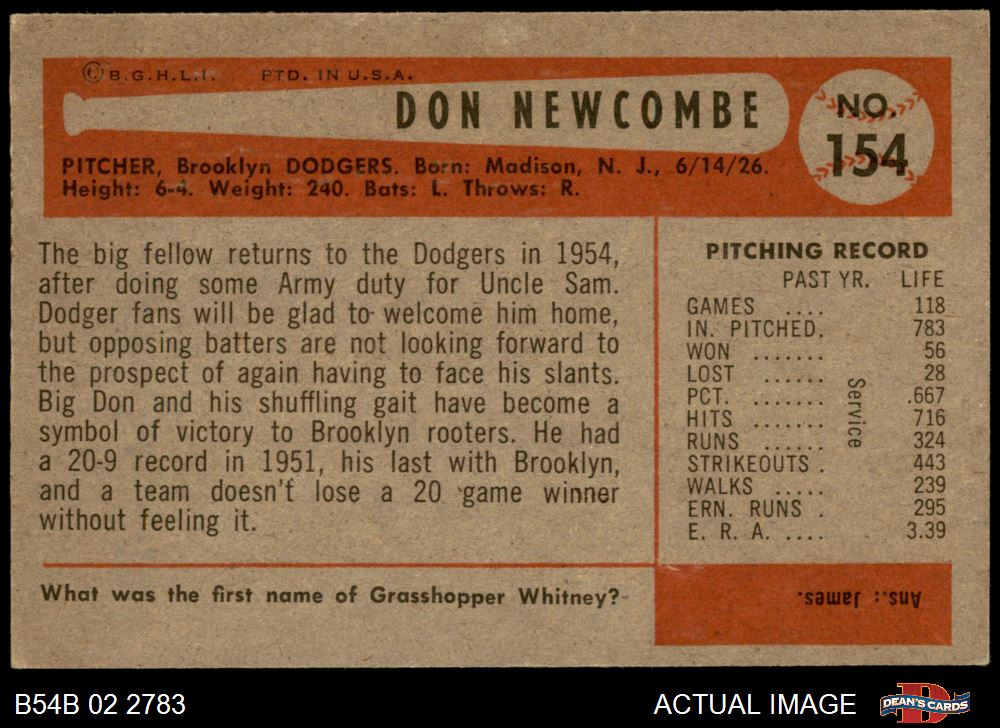 © B.G.H.L.I. PTD. IN U.S.A.
DON NEWCOMBE
NO.
154
PITCHER, Brooklyn DODGERS. Born: Madison, N. J., 6/14/26.
Height: 6-4. Weight: 240. Bats: L. Throws: R.
The big fellow returns to the Dodgers in 1954,
after doing some Army duty for Uncle Sam.
Dodger fans will be glad to welcome him home,
but opposing batters are not looking forward to
the prospect of again having to face his slants.
Big Don and his shuffling gait have become a
symbol of victory to Brooklyn rooters. He had
a 20-9 record in 1951, his last with Brooklyn,
and a team doesn't lose a 20 game winner
without feeling it.
PITCHING RECORD
PAST YR. LIFE
GAMES .... 118
IN. PITCHED. 783
WON ....... 56
LOST ...... 28
PCT. ....... .667
HITS ....... 716
RUNS ...... 324
STRIKEOUTS . 443
WALKS ..... 239
ERN. RUNS . 295
E. R. A. .... 3.39
Service
What was the first name of Grasshopper Whitney?
Ans.: James.
B54B 02 2783
ACTUAL IMAGE
D
DEAN'S CARDS